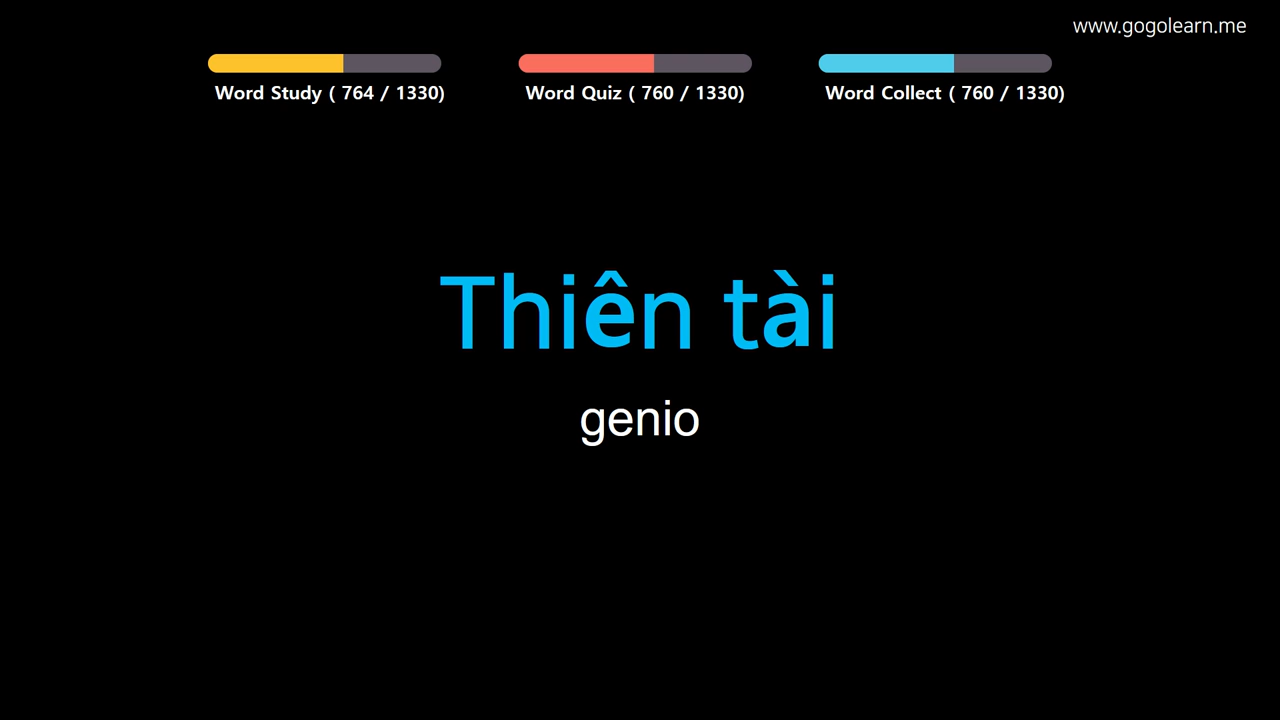 www.gogolearn.me
Word Study ( 764 / 1330)
Word Quiz ( 760 / 1330)
Word Collect ( 760 / 1330)
Thiên tài
genio